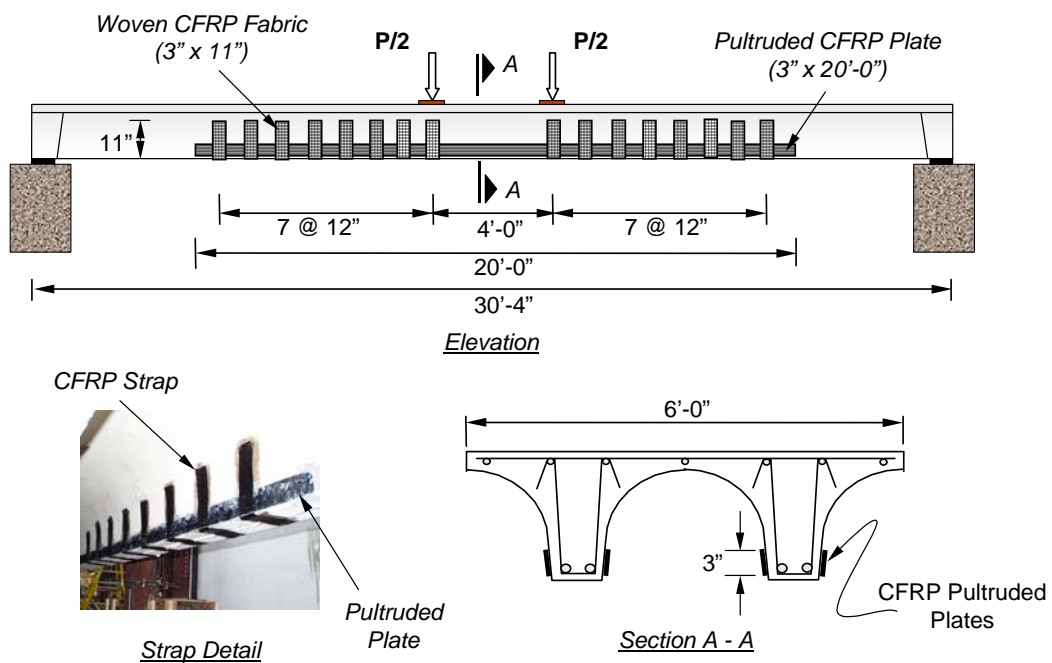 Woven CFRP Fabric
(3” x 11”)
P/2
P/2
A
Pultruded CFRP Plate
(3” x 20’-0”)
11”
A
7 @ 12”
4’-0”
7 @ 12”
20’-0”
30’-4”
Elevation
CFRP Strap
Pultruded
Plate
Strap Detail
6’-0”
3”
CFRP Pultruded
Plates
Section A - A